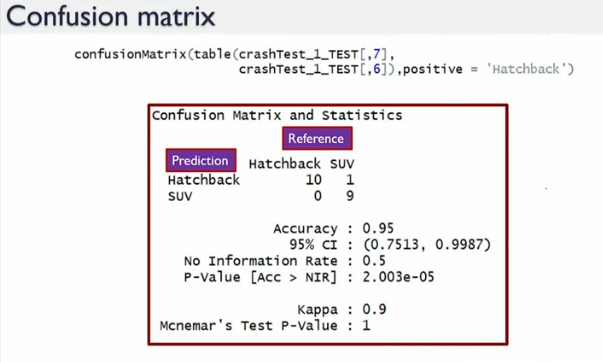 Confusion matrix
confusionMatrix(table(crashTest_1_TEST[,7],
crashTest_1_TEST[,6]),positive = 'Hatchback')
Confusion Matrix and Statistics
Reference
Prediction Hatchback SUV
Hatchback 10 1
SUV 0 9
Accuracy : 0.95
95% CI : (0.7513, 0.9987)
No Information Rate : 0.5
P-Value [Acc > NIR] : 2.003e-05
Kappa : 0.9
Mcnemar's Test P-Value : 1